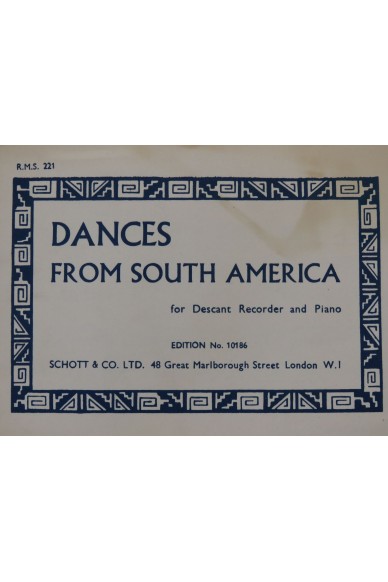 R.M.S. 221
DANCES
FROM SOUTH AMERICA
for Descant Recorder and Piano
EDITION No. 10186
SCHOTT & CO. LTD. 48 Great Marlborough Street London W.1